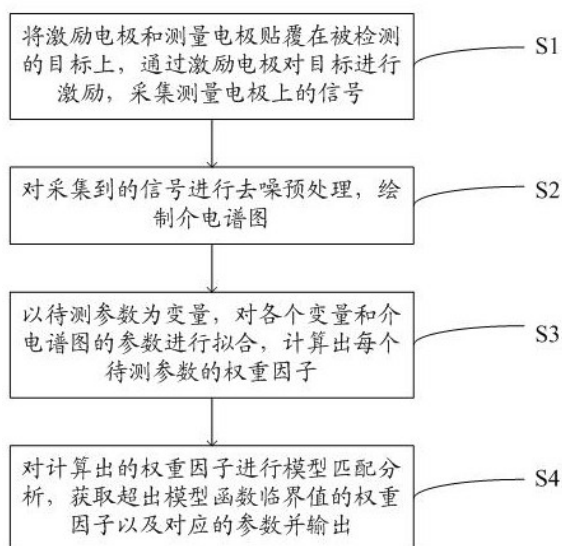 将激励电极和测量电极贴覆在被检测
的目标上，通过激励电极对目标进行
激励，采集测量电极上的信号
S1
对采集到的信号进行去噪预处理，绘
制介电谱图
S2
以待测参数为变量，对各个变量和介
电谱图的参数进行拟合，计算出每个
待测参数的权重因子
S3
对计算出的权重因子进行模型匹配分
析，获取超出模型函数临界值的权重
因子以及对应的参数并输出
S4